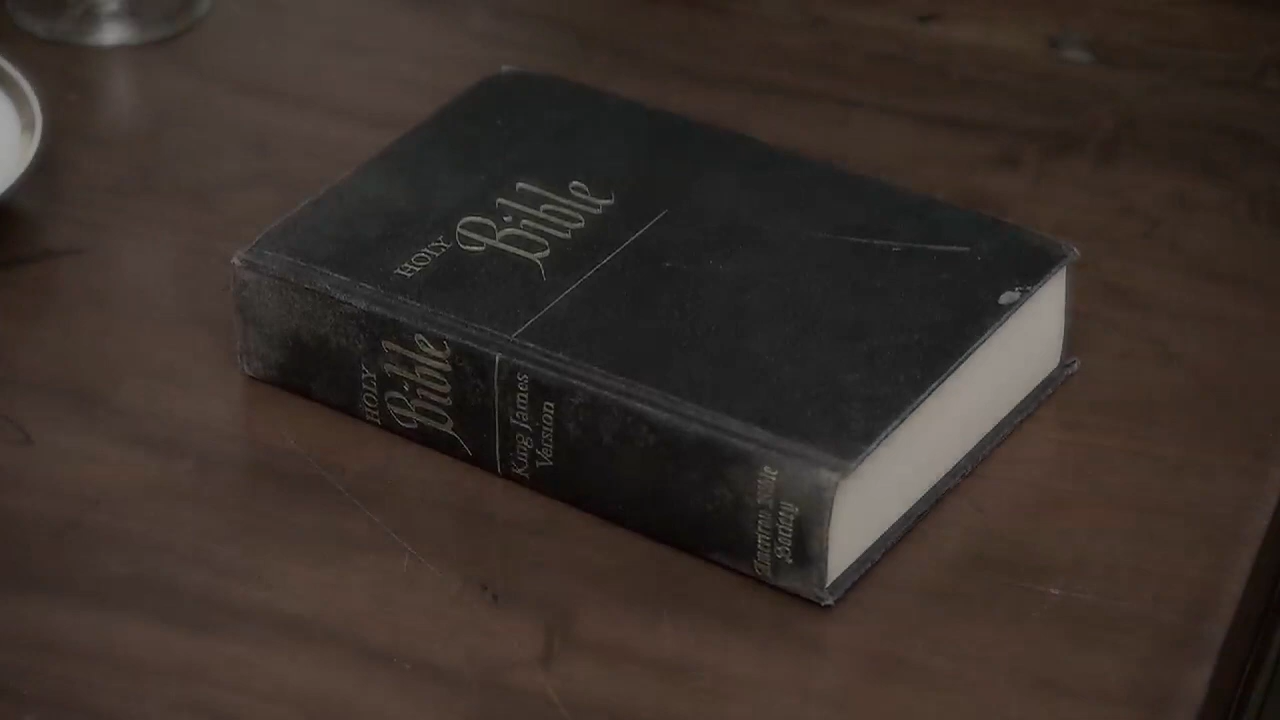 HOLY
Bible
HOLY
Bible
King James
Version
American Bible
Society